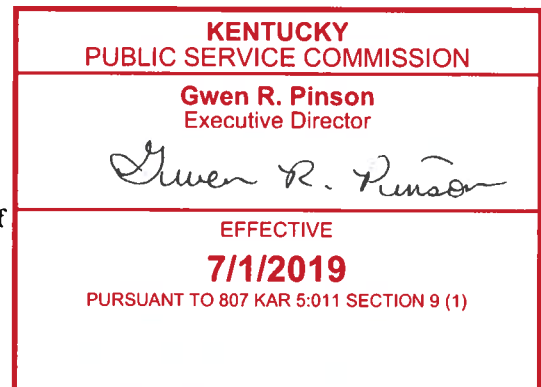 KENTUCKY
PUBLIC SERVICE COMMISSION
Gwen R. Pinson
Executive Director
Gwen R. Pinson
f
EFFECTIVE
7/1/2019
PURSUANT TO 807 KAR 5:011 SECTION 9 (1)